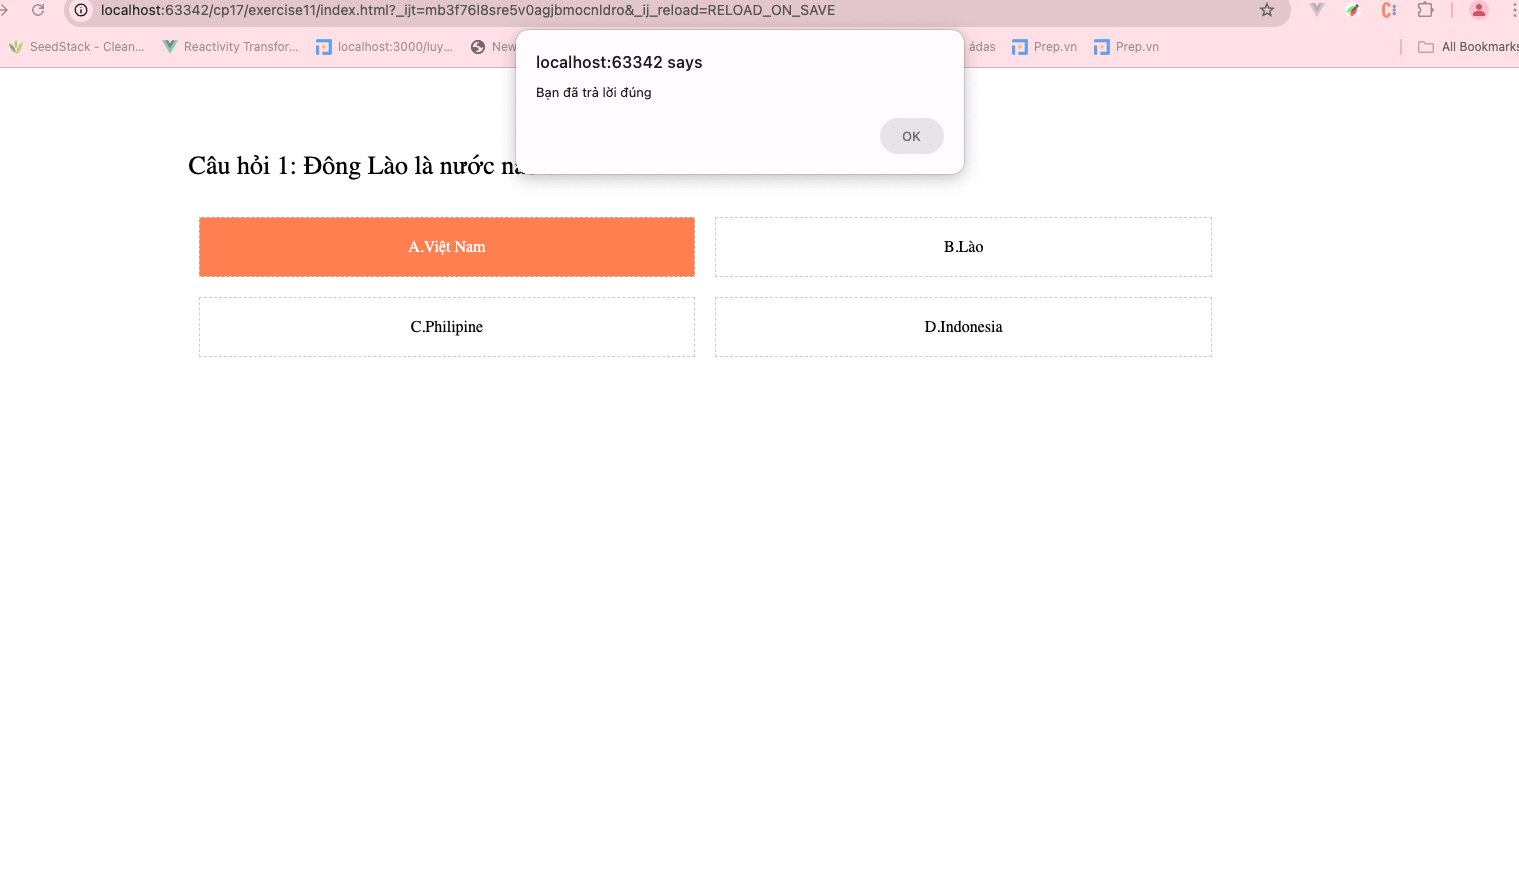 localhost:63342/cp17/exercise11/index.html?_ijt=mb3f76l8sre5v0agjbmocnldro&_ij_reload=RELOAD_ON_SAVE
SeedStack - Clean... Reactivity Transfor... localhost:3000/luy... New ádas Prep.vn Prep.vn All Bookmarks
localhost:63342 says
Bạn đã trả lời đúng
OK
Câu hỏi 1: Đông Lào là nước
A.Việt Nam
B.Lào
C.Philipine
D.Indonesia